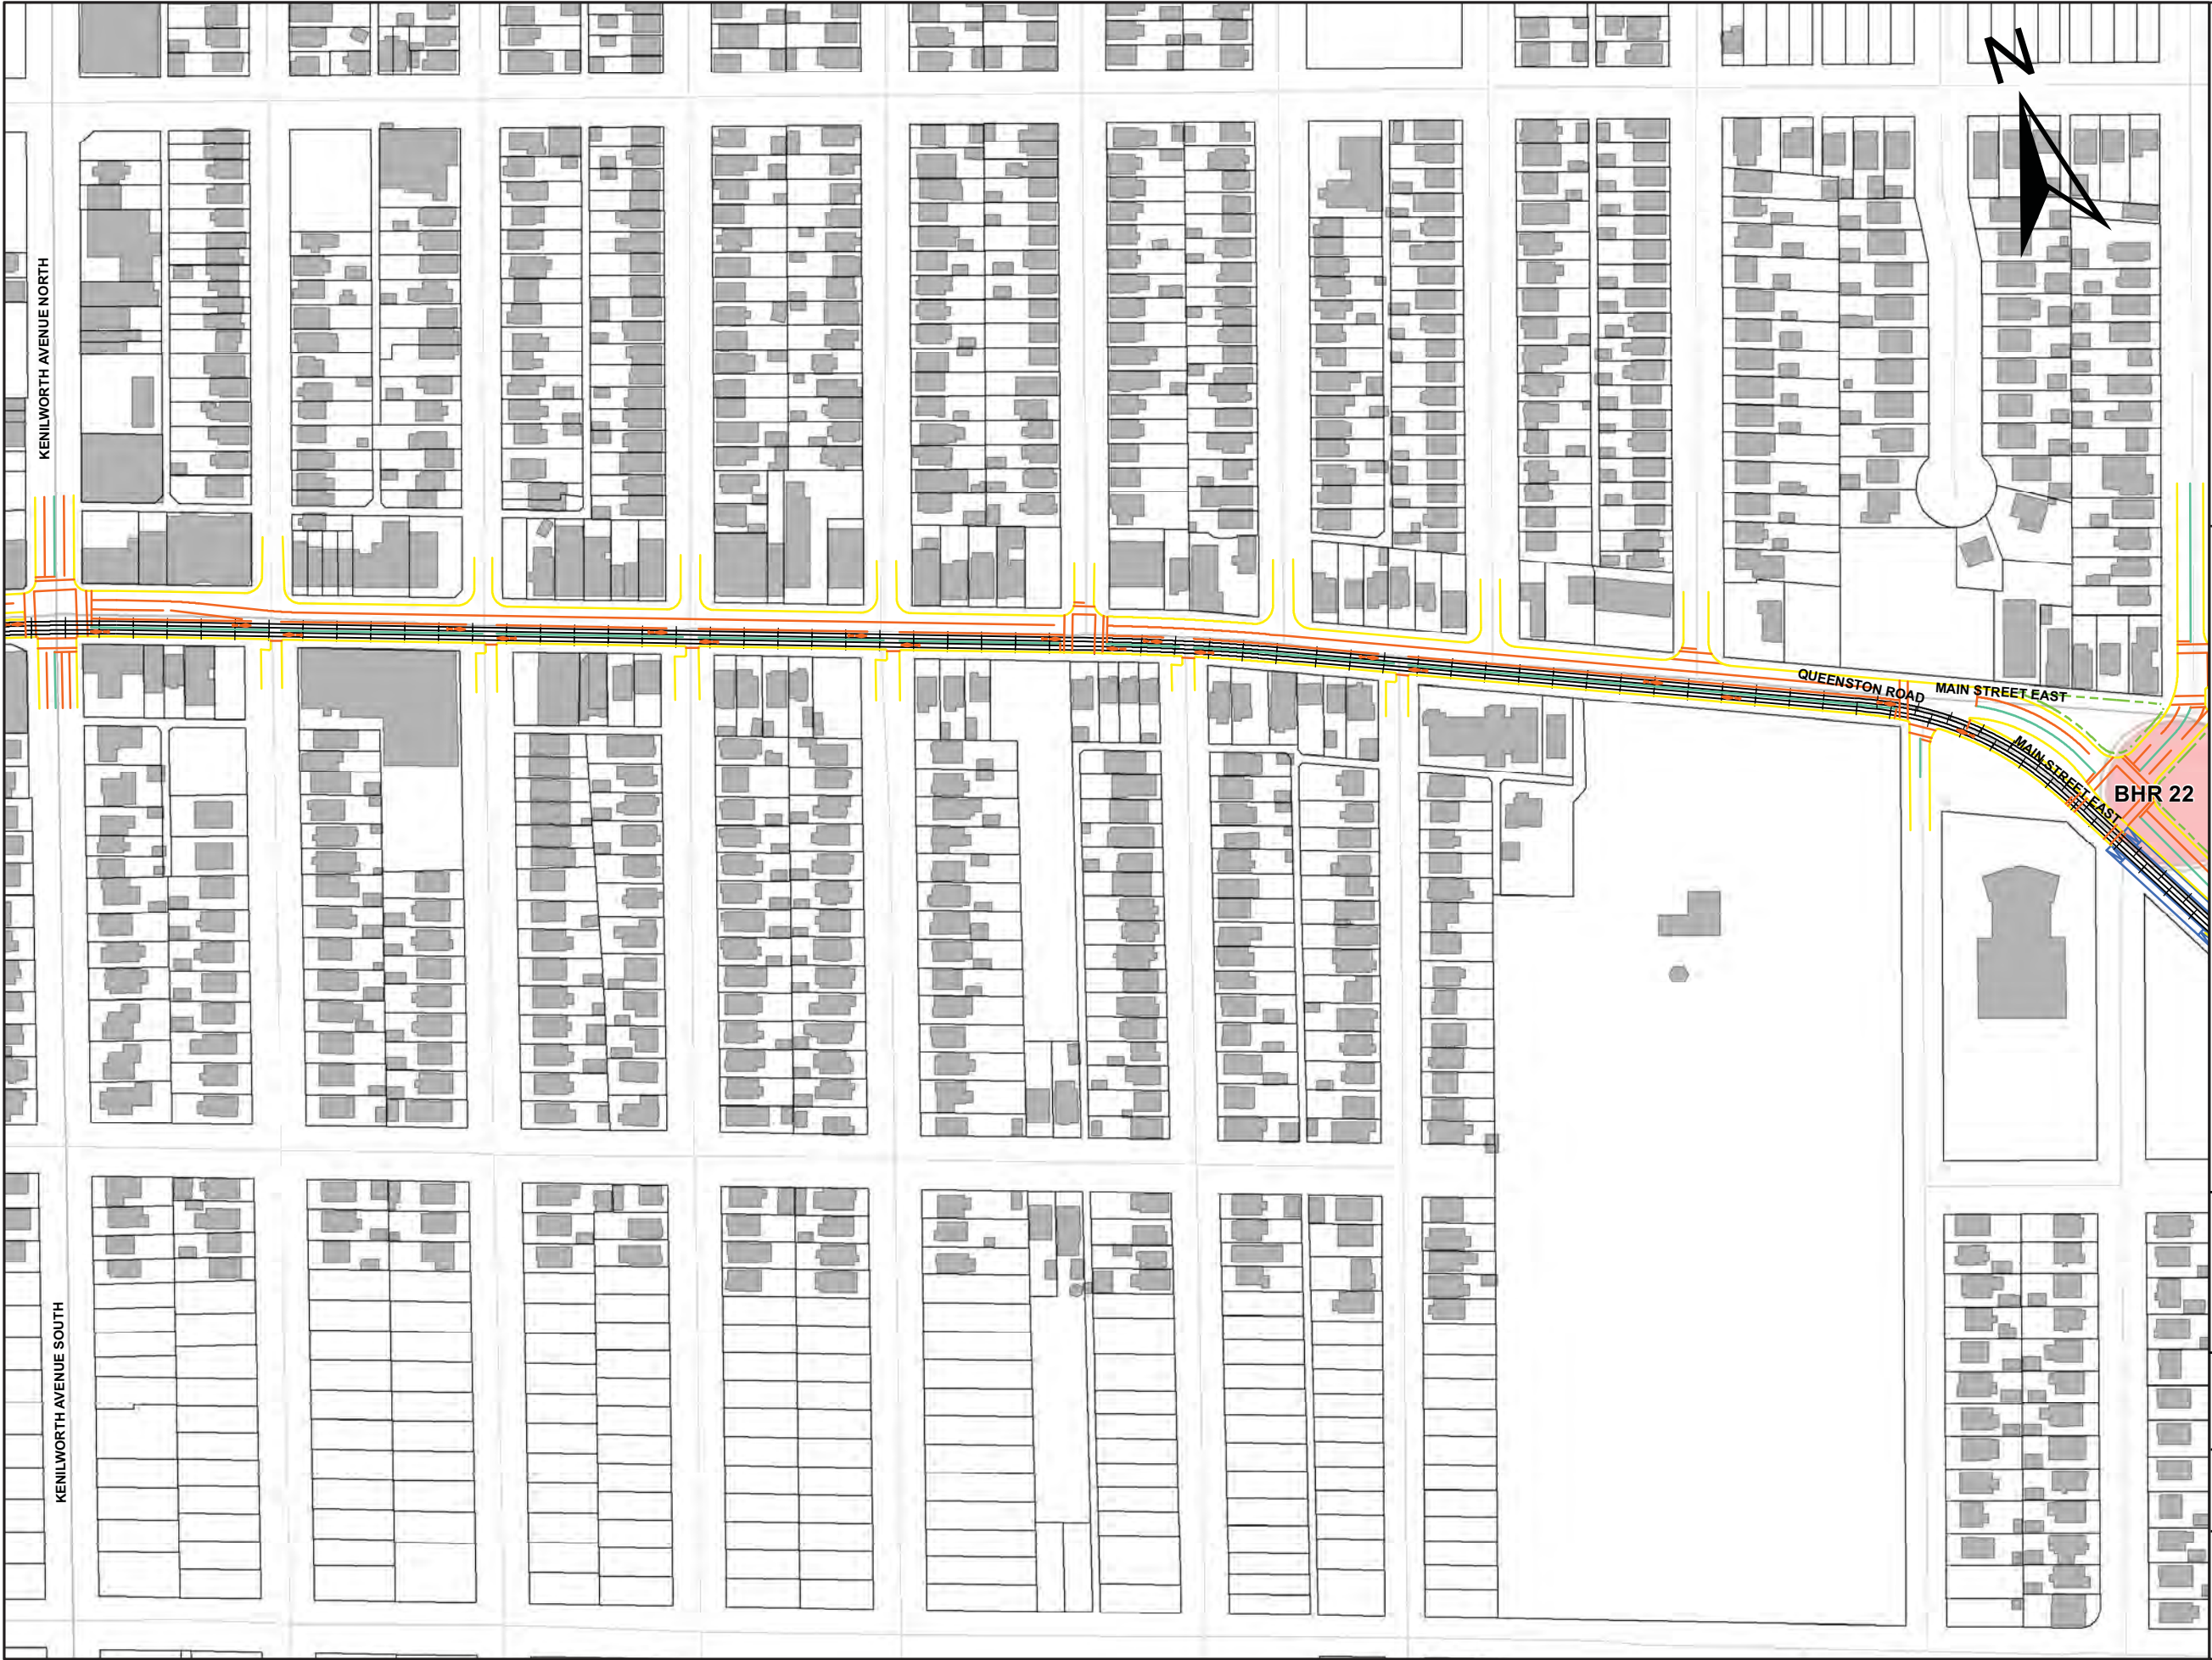 N
KENILWORTH AVENUE NORTH
QUEENSTON ROAD
MAIN STREET EAST
MAIN STREET EAST
BHR 22
KENILWORTH AVENUE SOUTH